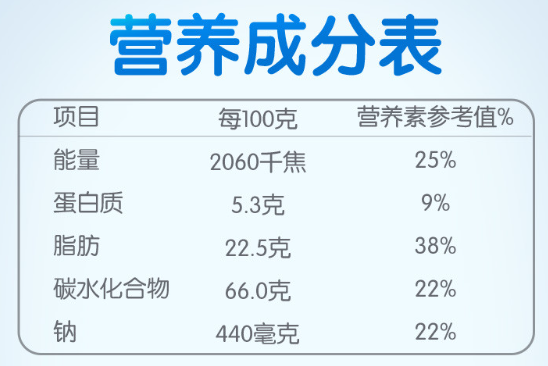 营养成分表
项目 每100克 营养素参考值%
能量 2060千焦 25%
蛋白质 5.3克 9%
脂肪 22.5克 38%
碳水化合物 66.0克 22%
钠 440毫克 22%